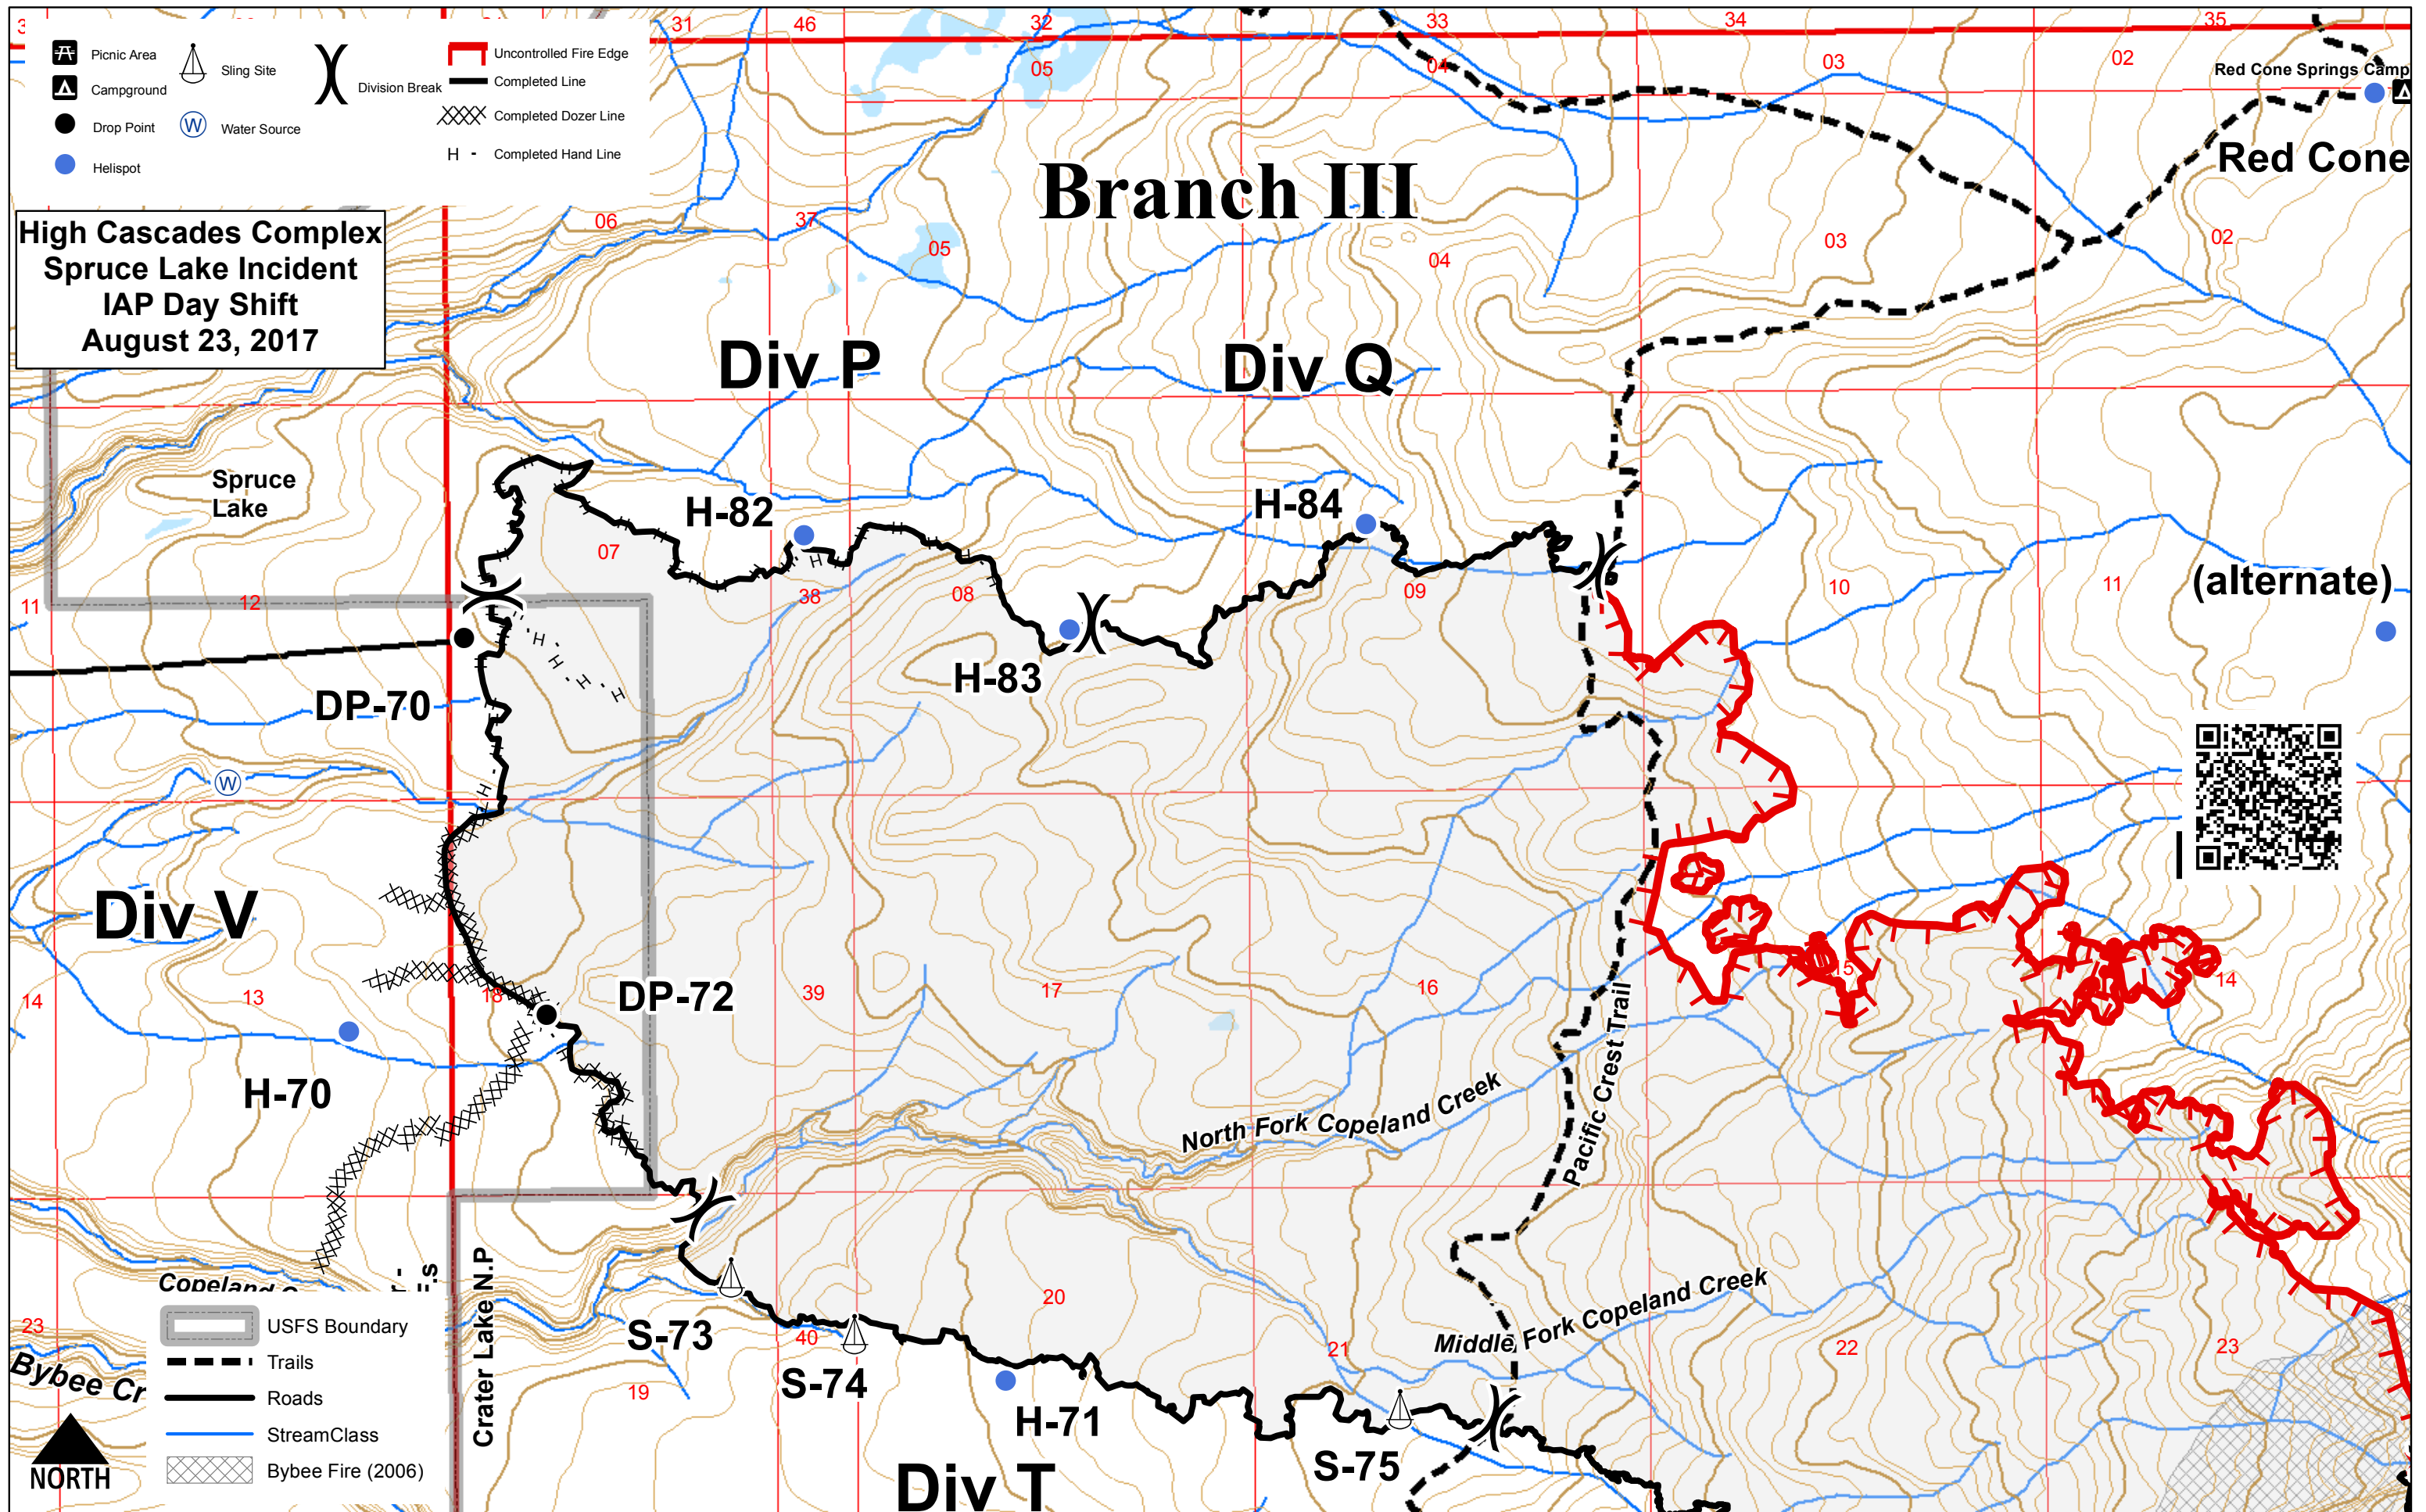 Picnic Area
Campground
Drop Point
Helispot
Sling Site
W
Water Source
Division Break
Uncontrolled Fire Edge
Completed Line
Completed Dozer Line
H - Completed Hand Line
High Cascades Complex
Spruce Lake Incident
IAP Day Shift
August 23, 2017
31
46
32
33
34
35
05
04
03
02
Red Cone Springs Camp
Red Cone
Branch III
06
37
05
04
03
02
Div P
Div Q
Spruce
Lake
H-82
H-84
07
38
08
09
10
11
(alternate)
11
12
H
H
H
H
H
H-83
DP-70
W
H
Div V
DP-72
14
13
18
39
17
16
15
14
H-70
H
North Fork Copeland Creek
Pacific Crest Trail
Middle Fork Copeland Creek
Crater Lake N.P
23
19
40
20
21
22
23
S-73
S-74
H-71
S-75
Div T
Bybee Cr
NORTH
USFS Boundary
Trails
Roads
StreamClass
Bybee Fire (2006)